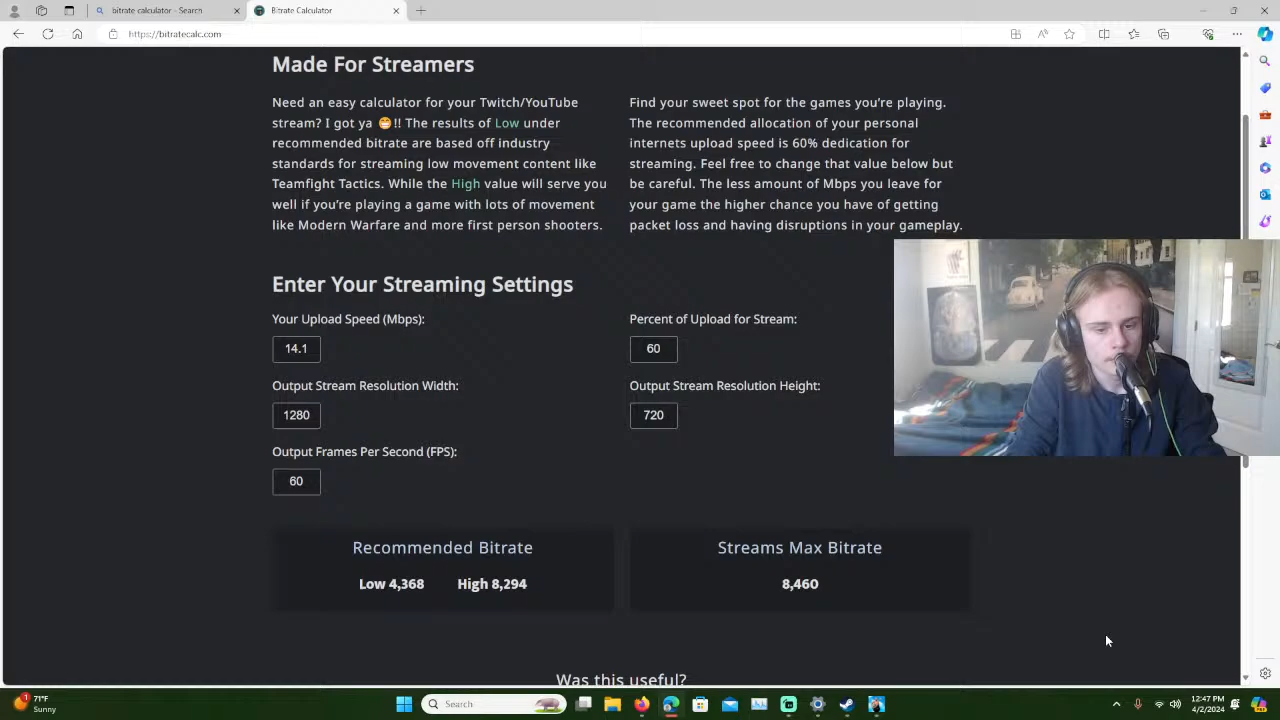 bitrate calculator - Search
Bitrate Calculator
https://bitratecalc.com
Made For Streamers
Need an easy calculator for your Twitch/YouTube
stream? I got ya 😁!! The results of Low under
recommended bitrate are based off industry
standards for streaming low movement content like
Teamfight Tactics. While the High value will serve you
well if you're playing a game with lots of movement
like Modern Warfare and more first person shooters.
Find your sweet spot for the games you're playing.
The recommended allocation of your personal
internets upload speed is 60% dedication for
streaming. Feel free to change that value below but
be careful. The less amount of Mbps you leave for
your game the higher chance you have of getting
packet loss and having disruptions in your gameplay.
Enter Your Streaming Settings
Your Upload Speed (Mbps):
14.1
Percent of Upload for Stream:
60
Output Stream Resolution Width:
1280
Output Stream Resolution Height:
720
Output Frames Per Second (FPS):
60
Recommended Bitrate
Low 4,368 High 8,294
Streams Max Bitrate
8,460
Was this useful?
1
71°F
Sunny
Search
12:47 PM
4/2/2024